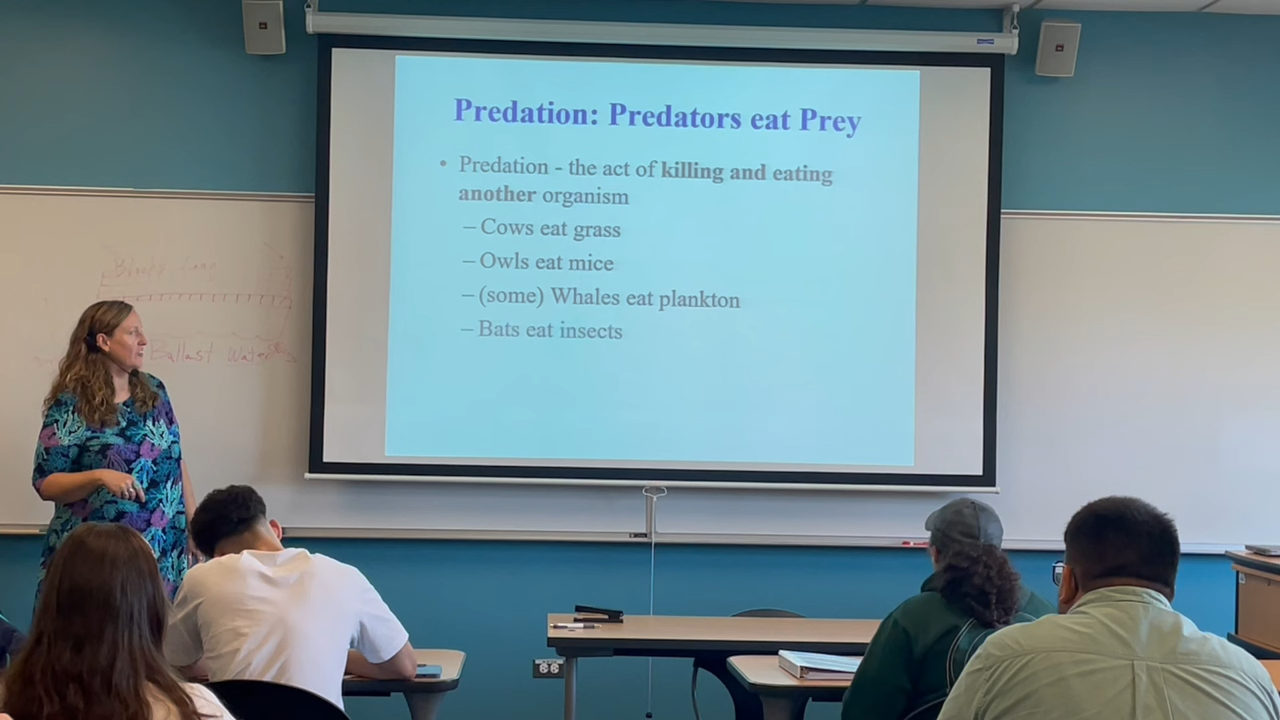 Predation: Predators eat Prey
• Predation - the act of killing and eating
another organism
– Cows eat grass
– Owls eat mice
– (some) Whales eat plankton
– Bats eat insects
Ballast Water